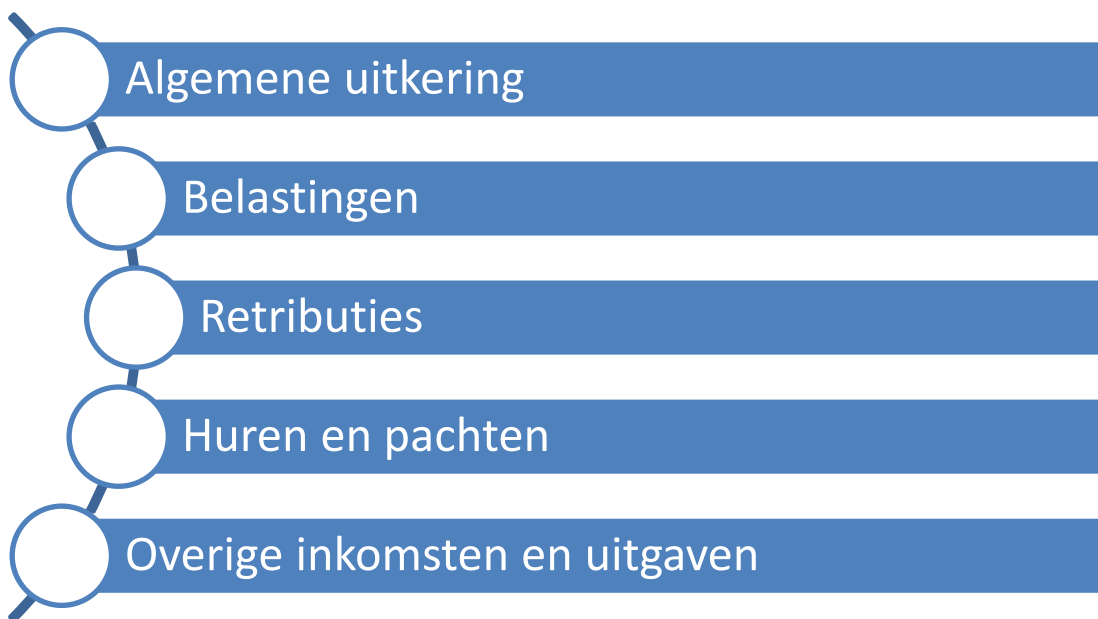 Algemene uitkering
Belastingen
Retributies
Huren en pachten
Overige inkomsten en uitgaven